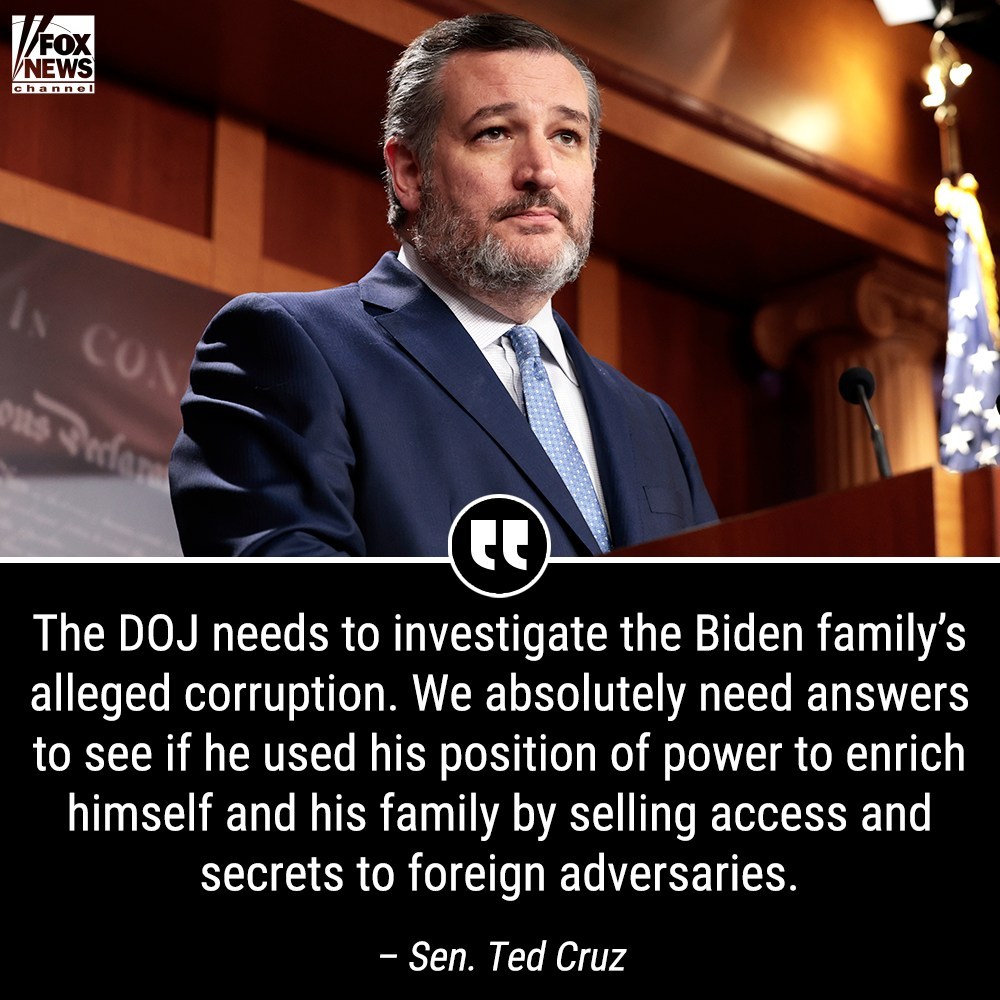 FOX
NEWS
channel
IN CON
The DOJ needs to investigate the Biden family’s
alleged corruption. We absolutely need answers
to see if he used his position of power to enrich
himself and his family by selling access and
secrets to foreign adversaries.
– Sen. Ted Cruz